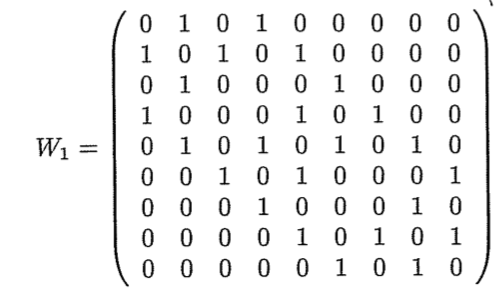 0 1 0 1 0 0 0 0 0
1 0 1 0 1 0 0 0 0
0 1 0 0 0 1 0 0 0
1 0 0 0 1 0 1 0 0
W₁ = 0 1 0 1 0 1 0 1 0
0 0 1 0 1 0 0 0 1
0 0 0 1 0 0 0 1 0
0 0 0 0 1 0 1 0 1
0 0 0 0 0 1 0 1 0